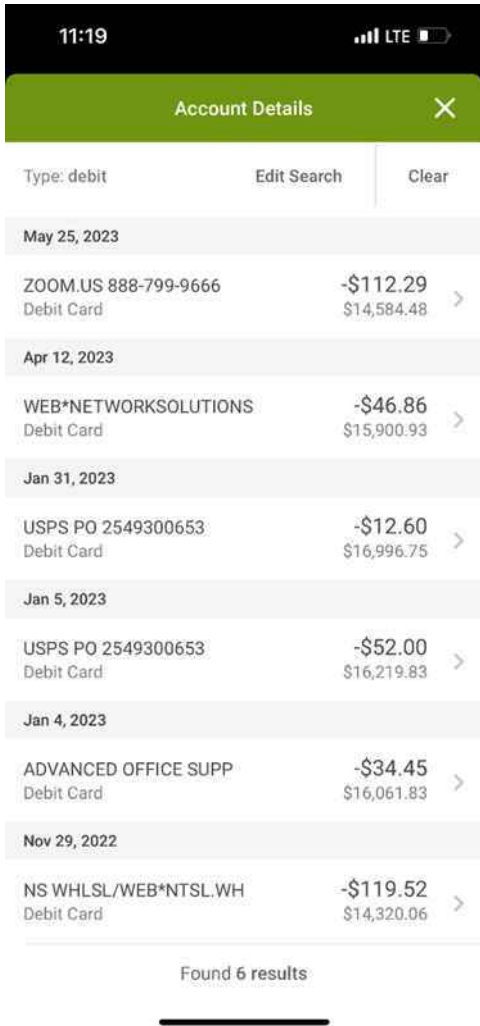 11:19 LTE
Account Details
Type: debit Edit Search Clear
May 25, 2023
ZOOM.US 888-799-9666 -$112.29
Debit Card $14,584.48
Apr 12, 2023
WEB*NETWORKSOLUTIONS -$46.86
Debit Card $15,900.93
Jan 31, 2023
USPS PO 2549300653 -$12.60
Debit Card $16,996.75
Jan 5, 2023
USPS PO 2549300653 -$52.00
Debit Card $16,219.83
Jan 4, 2023
ADVANCED OFFICE SUPP -$34.45
Debit Card $16,061.83
Nov 29, 2022
NS WHLSL/WEB*NTSL.WH -$119.52
Debit Card $14,320.06
Found 6 results